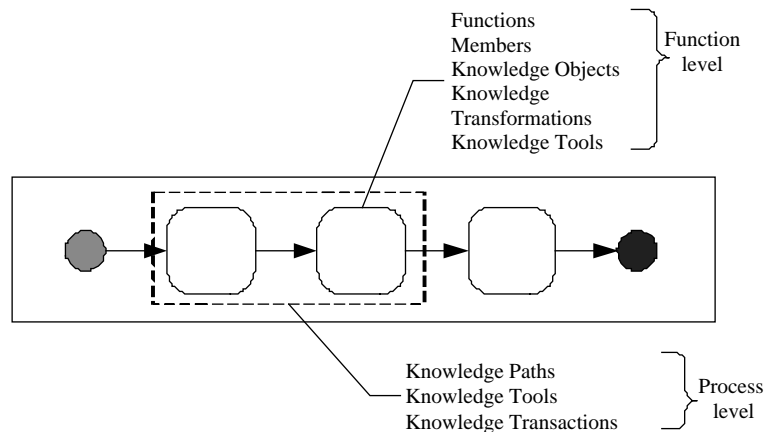 Functions
Members
Knowledge Objects
Knowledge
Transformations
Knowledge Tools
Function
level
Knowledge Paths
Knowledge Tools
Knowledge Transactions
Process
level